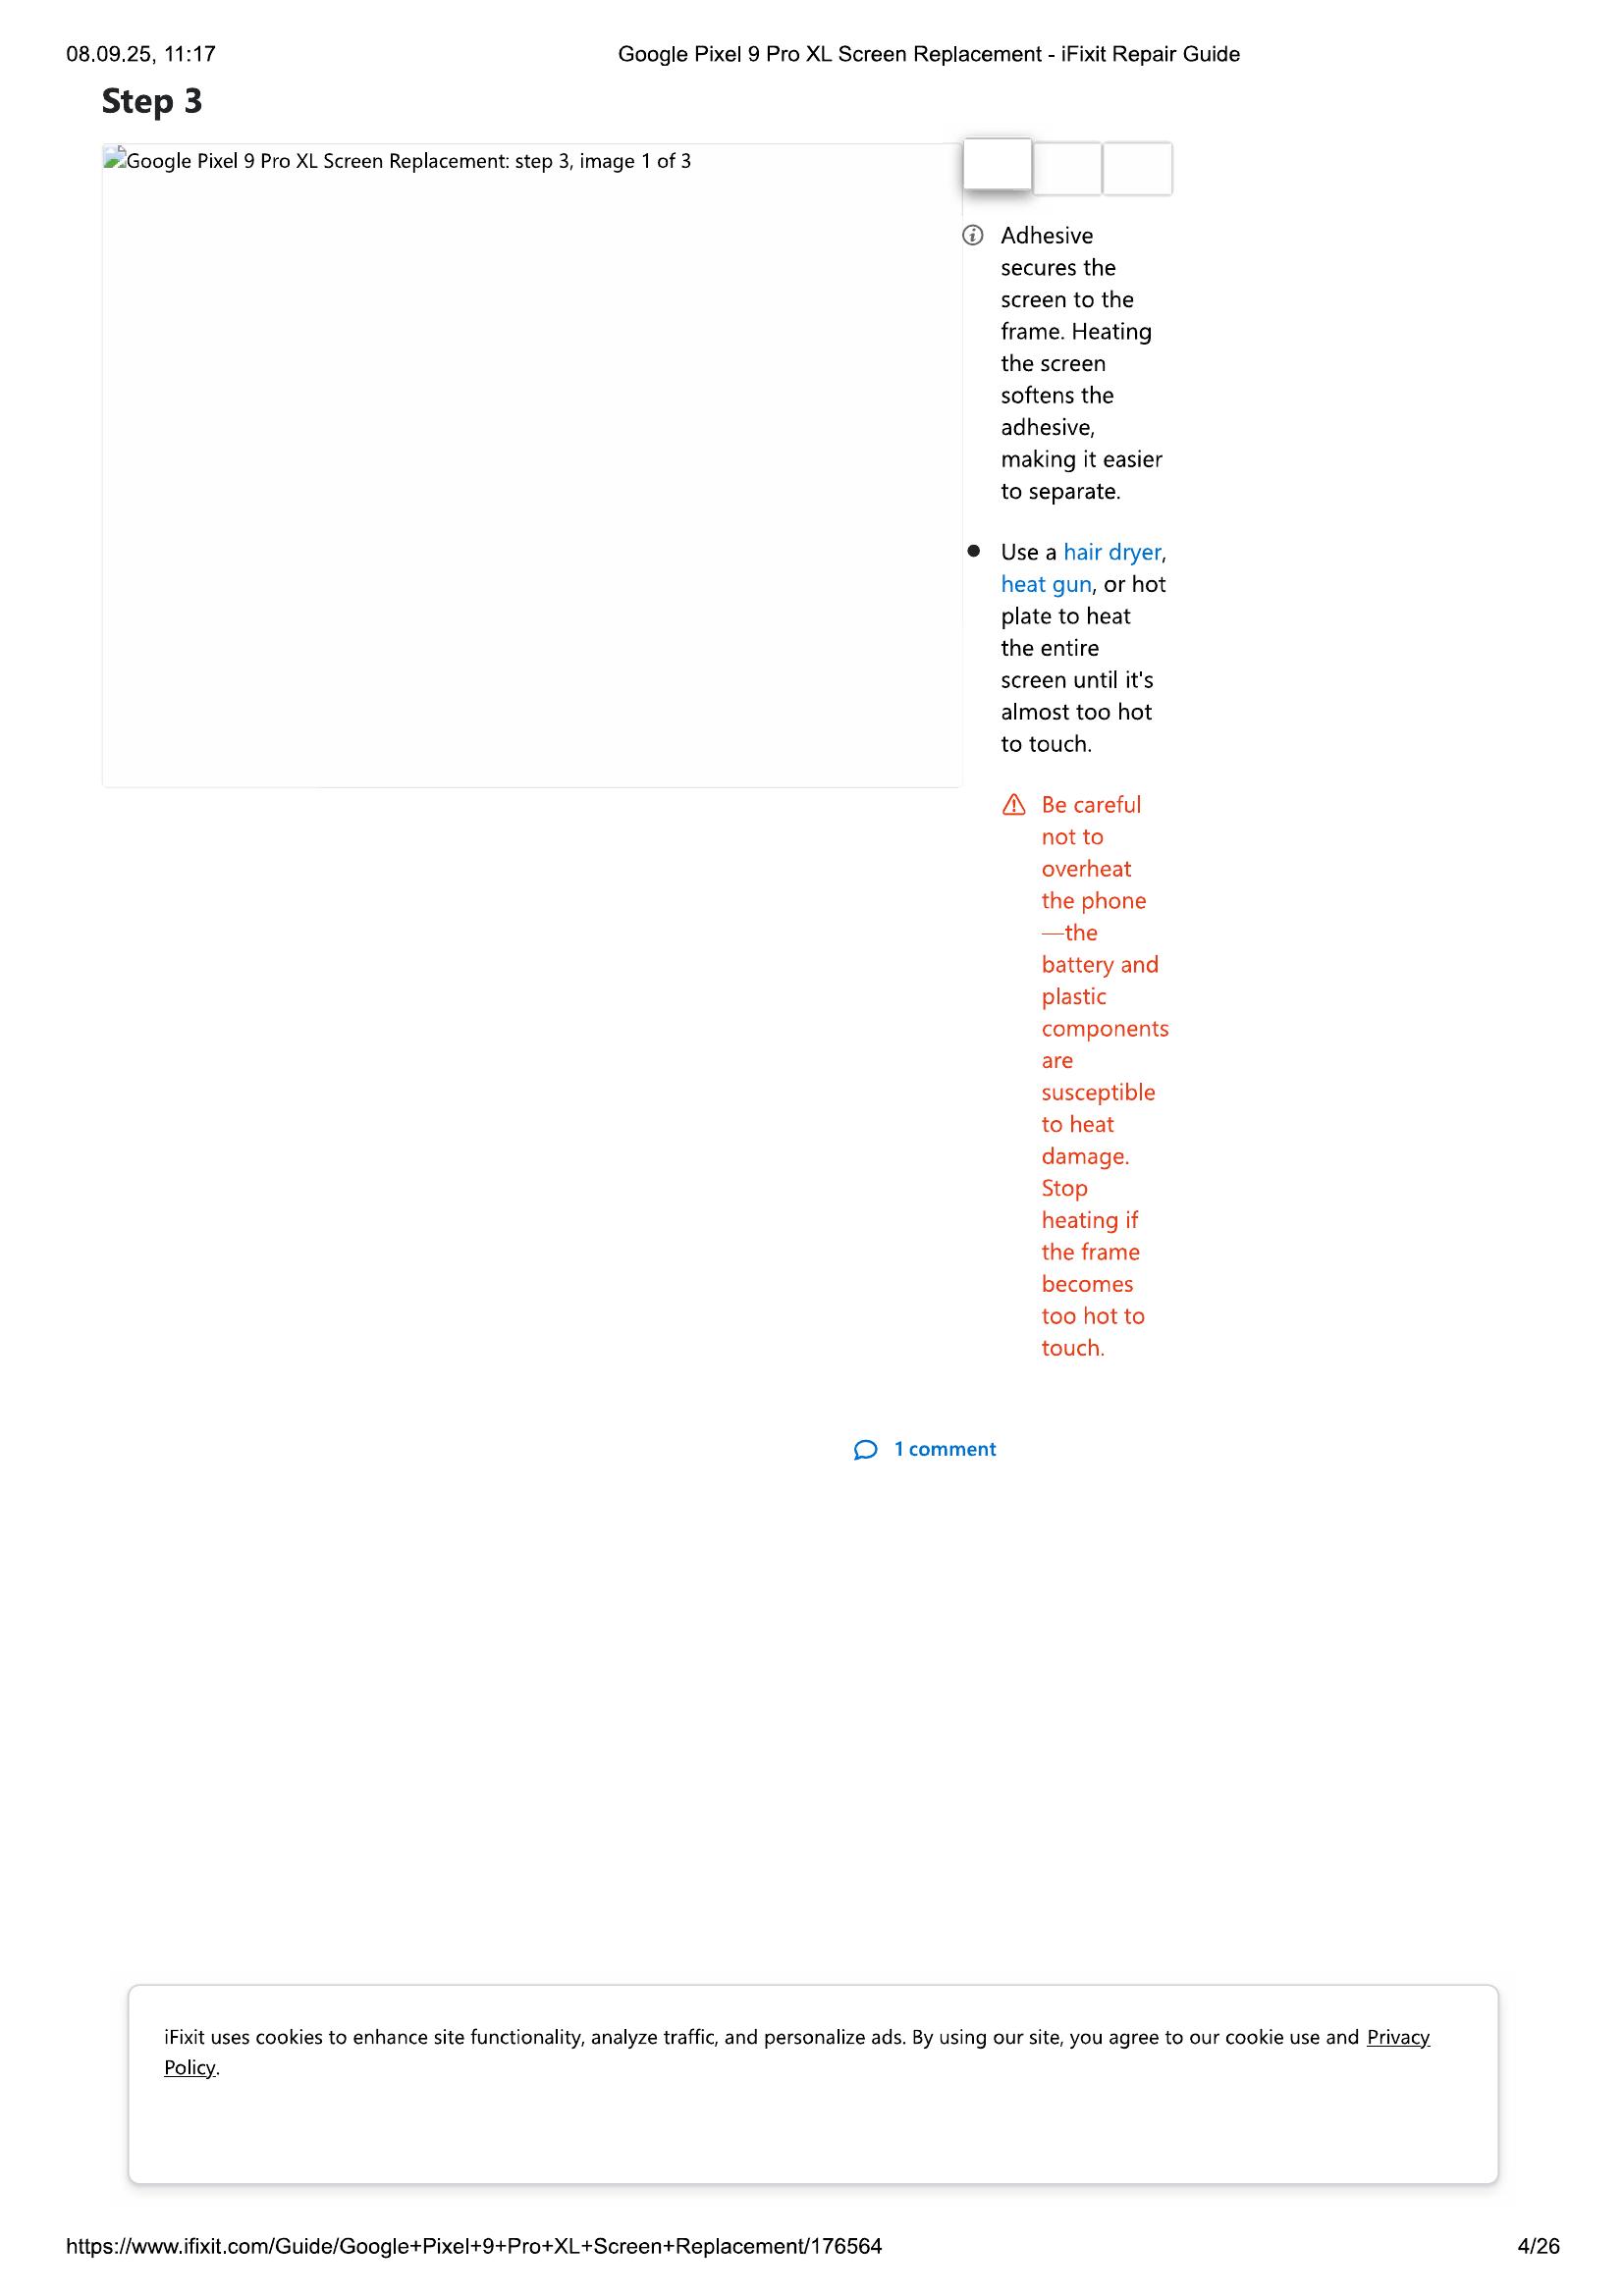 08.09.25, 11:17
Google Pixel 9 Pro XL Screen Replacement - iFixit Repair Guide
Step 3
Google Pixel 9 Pro XL Screen Replacement: step 3, image 1 of 3
Adhesive
secures the
screen to the
frame. Heating
the screen
softens the
adhesive,
making it easier
to separate.
Use a hair dryer,
heat gun, or hot
plate to heat
the entire
screen until it's
almost too hot
to touch.
Be careful
not to
overheat
the phone
—the
battery and
plastic
components
are
susceptible
to heat
damage.
Stop
heating if
the frame
becomes
too hot to
touch.
1 comment
iFixit uses cookies to enhance site functionality, analyze traffic, and personalize ads. By using our site, you agree to our cookie use and Privacy
Policy.
https://www.ifixit.com/Guide/Google+Pixel+9+Pro+XL+Screen+Replacement/176564
4/26